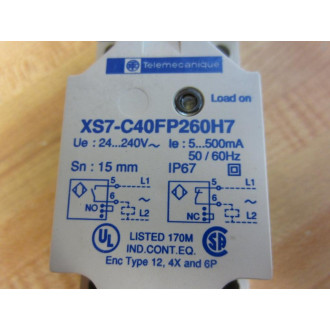 Telemecanique
Load on
XS7-C40FP260H7
Ue : 24...240V~ Ie : 5...500mA
50 / 60Hz
Sn : 15 mm IP67
5 L1 5 L1
6 6
NO L2 NC L2
UL LISTED 170M SA
IND.CONT.EQ.
Enc Type 12, 4X and 6P